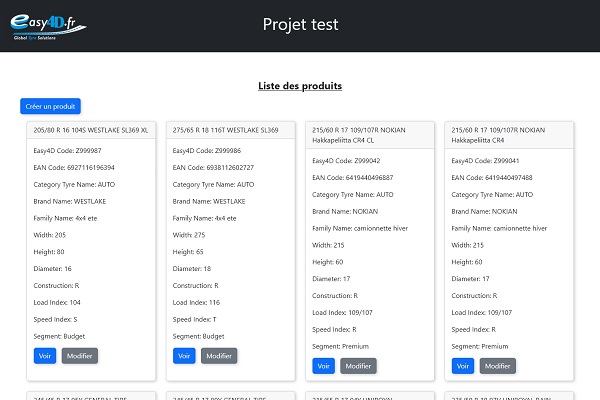 Easy4D.fr
Global Tyre Solutions
Projet test
Liste des produits
Créer un produit
205/80 R 16 104S WESTLAKE SL369 XL
Easy4D Code: Z999987
EAN Code: 6927116196394
Category Tyre Name: AUTO
Brand Name: WESTLAKE
Family Name: 4x4 ete
Width: 205
Height: 80
Diameter: 16
Construction: R
Load Index: 104
Speed Index: S
Segment: Budget
Voir
Modifier
275/65 R 18 116T WESTLAKE SL369
Easy4D Code: Z999986
EAN Code: 6938112602727
Category Tyre Name: AUTO
Brand Name: WESTLAKE
Family Name: 4x4 ete
Width: 275
Height: 65
Diameter: 18
Construction: R
Load Index: 116
Speed Index: T
Segment: Budget
Voir
Modifier
215/60 R 17 109/107R NOKIAN
Hakkapeliitta CR4 CL
Easy4D Code: Z999042
EAN Code: 6419440496887
Category Tyre Name: AUTO
Brand Name: NOKIAN
Family Name: camionnette hiver
Width: 215
Height: 60
Diameter: 17
Construction: R
Load Index: 109/107
Speed Index: R
Segment: Premium
Voir
Modifier
215/60 R 17 109/107R NOKIAN
Hakkapeliitta CR4
Easy4D Code: Z999041
EAN Code: 6419440497488
Category Tyre Name: AUTO
Brand Name: NOKIAN
Family Name: camionnette hiver
Width: 215
Height: 60
Diameter: 17
Construction: R
Load Index: 109/107
Speed Index: R
Segment: Premium
Voir
Modifier